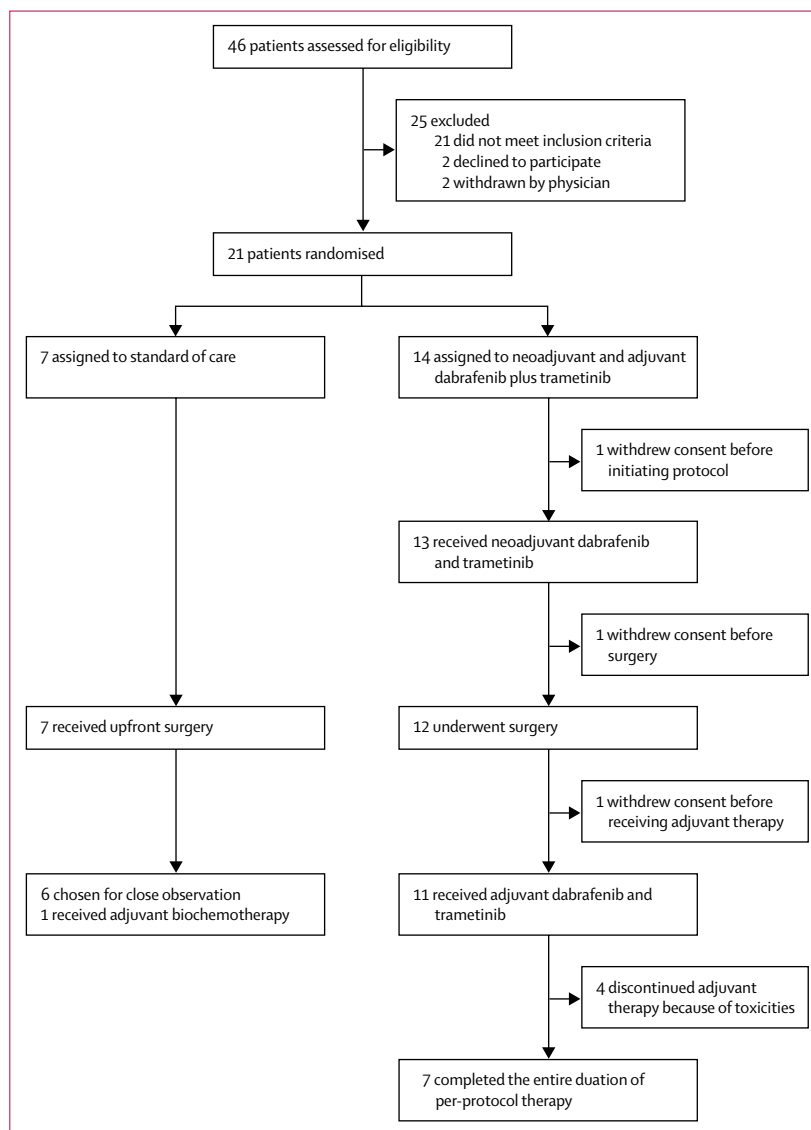 46 patients assessed for eligibility
25 excluded
21 did not meet inclusion criteria
2 declined to participate
2 withdrawn by physician
21 patients randomised
7 assigned to standard of care
14 assigned to neoadjuvant and adjuvant
dabrafenib plus trametinib
1 withdrew consent before
initiating protocol
13 received neoadjuvant dabrafenib
and trametinib
1 withdrew consent before
surgery
7 received upfront surgery
12 underwent surgery
1 withdrew consent before
receiving adjuvant therapy
6 chosen for close observation
1 received adjuvant biochemotherapy
11 received adjuvant dabrafenib and
trametinib
4 discontinued adjuvant
therapy because of toxicities
7 completed the entire duation of
per-protocol therapy